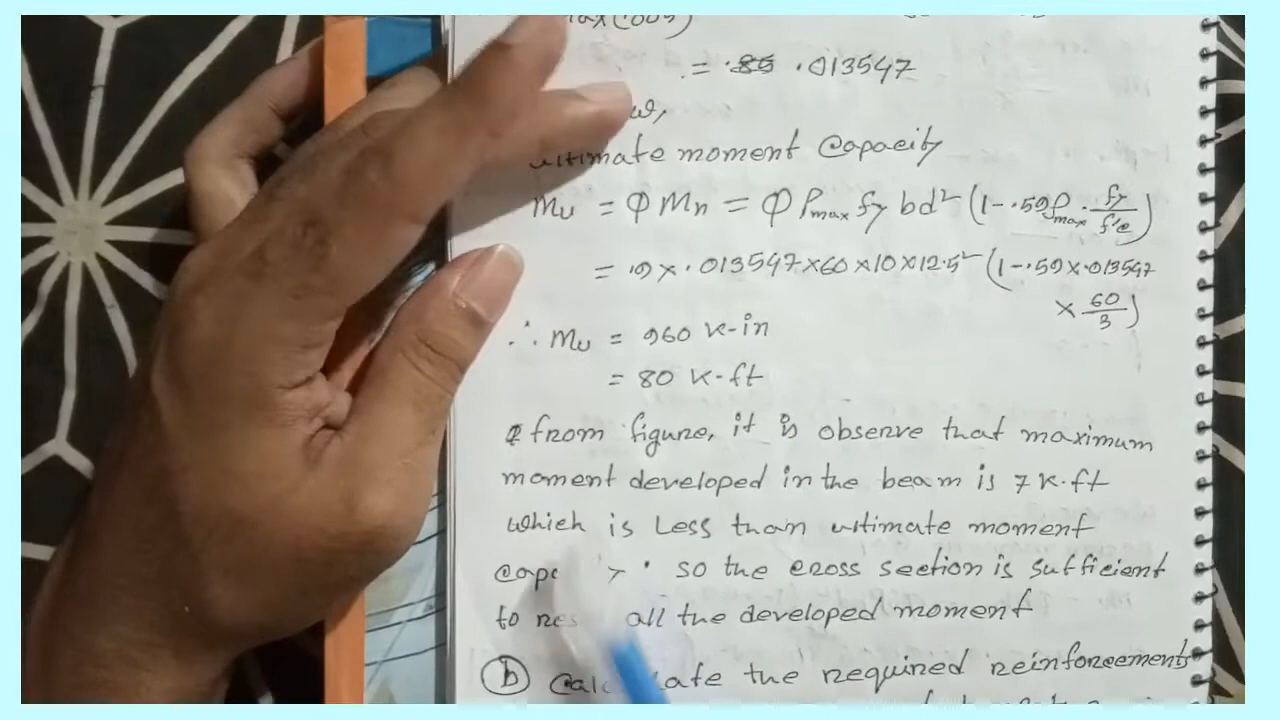 = .013547
ultimate moment capacity
Mu = φ Mn = φ ρmax fy bd² (1-.59ρmax · fy/f'c)
= .9 × .013547 × 60 × 10 × 12.5² (1-.59 × .013547
× 60/3)
∴ Mu = 960 k-in
= 80 k-ft
from figure, it is observe that maximum
moment developed in the beam is 7 k.ft
which is less than ultimate moment
so the cross section is sufficient
to all the developed moment
(b) the required reinforcements